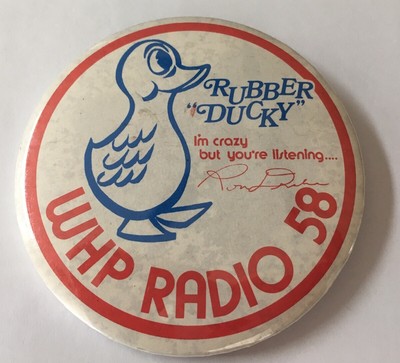 RUBBER
"DUCKY"
I'm crazy
but you're listening....
WHP RADIO 58